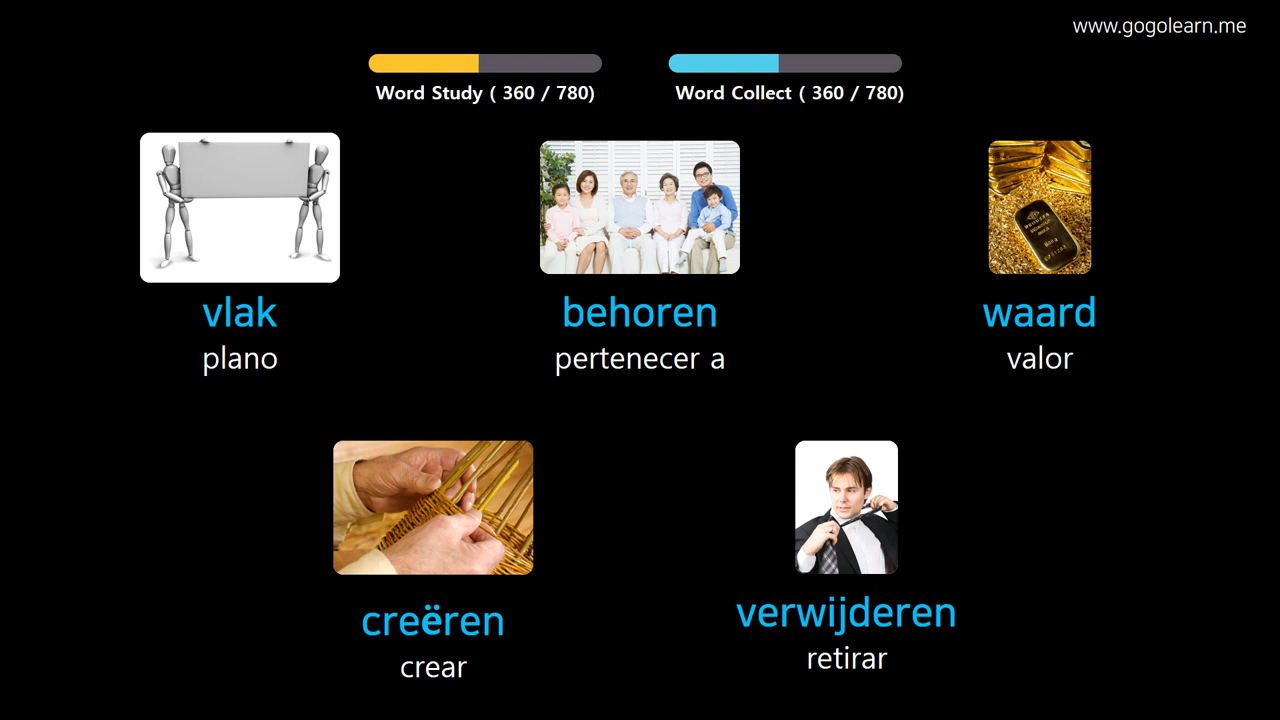 www.gogolearn.me
Word Study ( 360 / 780)
Word Collect ( 360 / 780)
vlak
plano
behoren
pertenecer a
waard
valor
creëren
crear
verwijderen
retirar